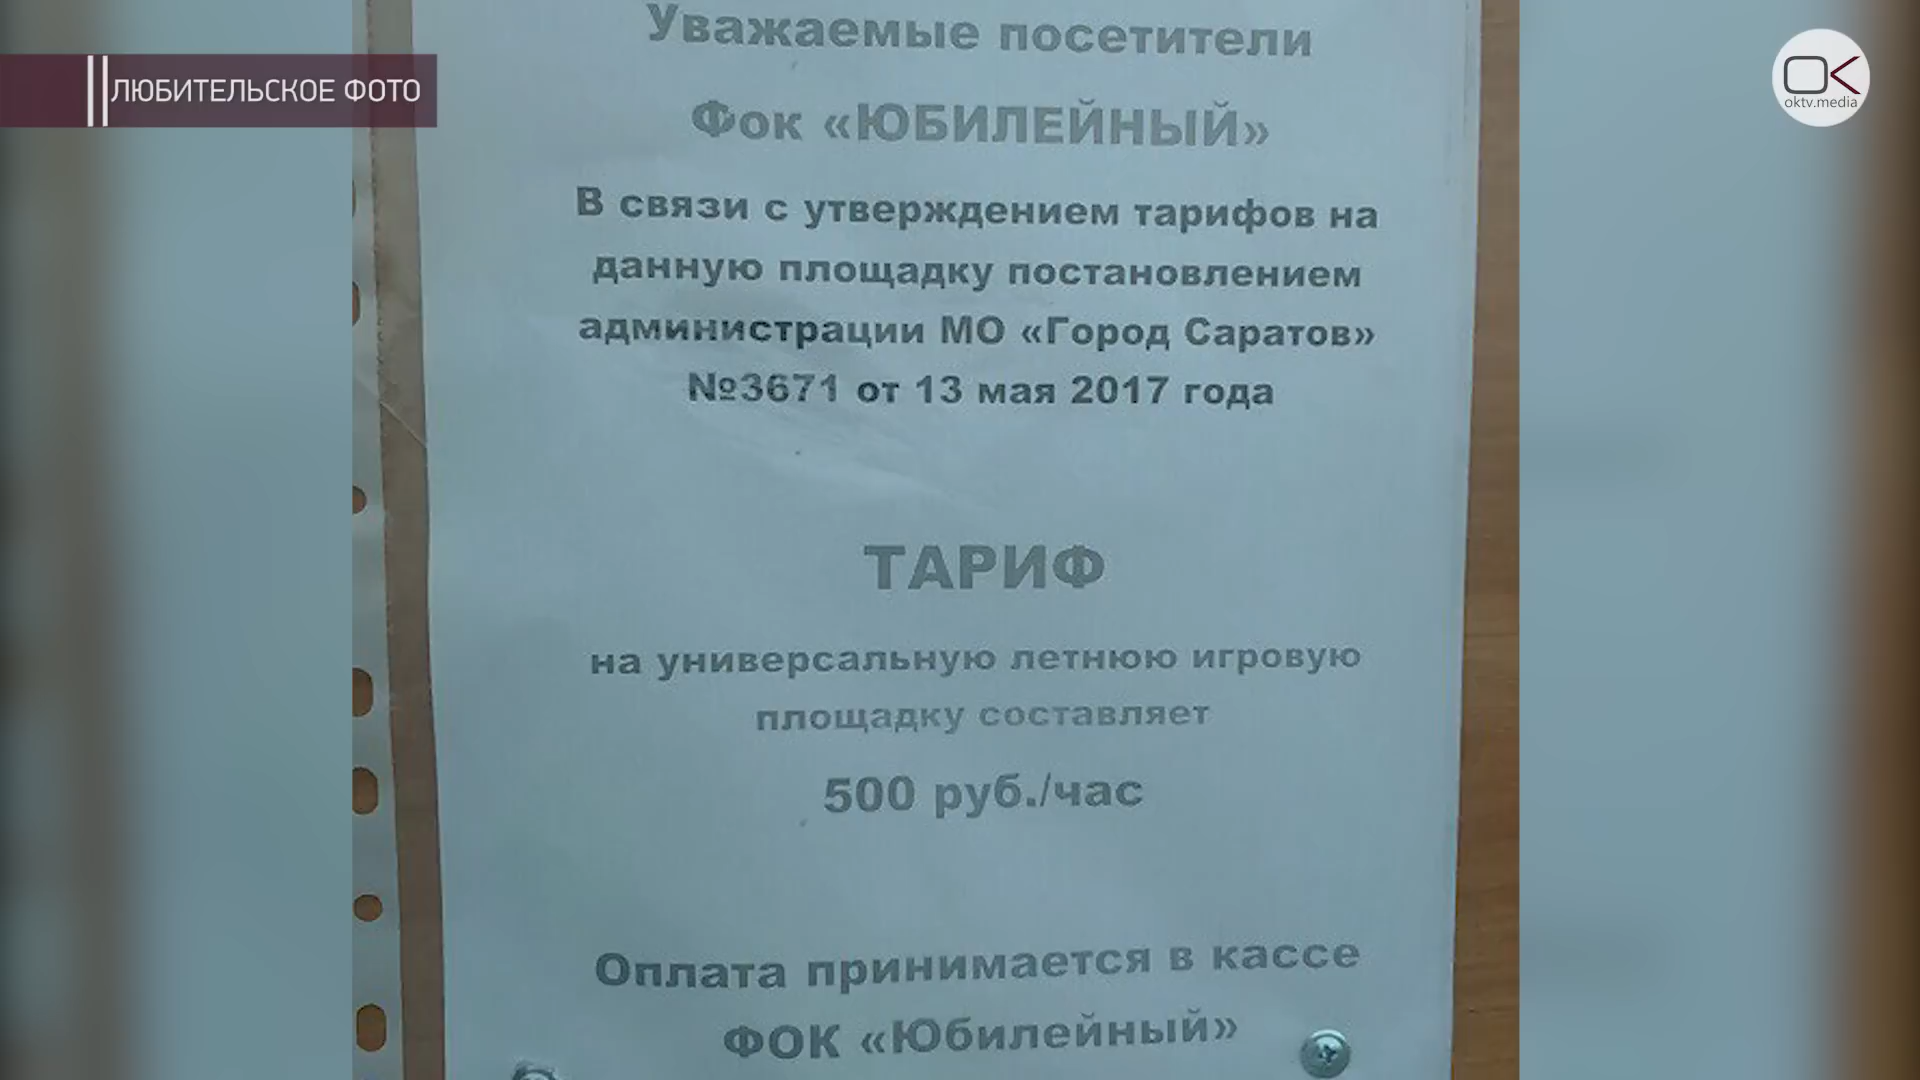 Уважаемые посетители
ЛЮБИТЕЛЬСКОЕ ФОТО
oktv.media
Фок «ЮБИЛЕЙНЫЙ»
В связи с утверждением тарифов на
данную площадку постановлением
администрации МО «Город Саратов»
№3671 от 13 мая 2017 года
ТАРИФ
на универсальную летнюю игровую
площадку составляет
500 руб./час
Оплата принимается в кассе
ФОК «Юбилейный»